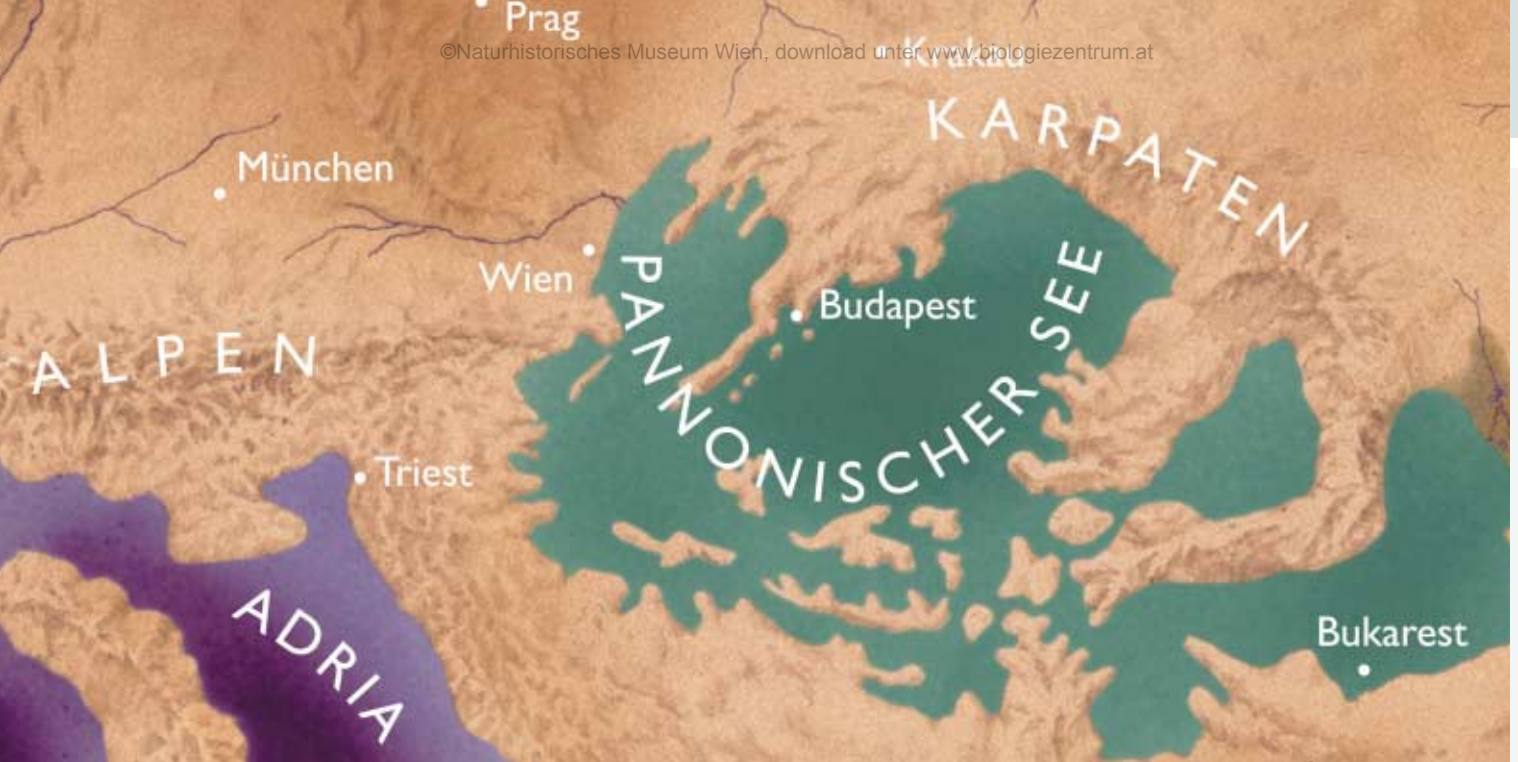 Prag
©Naturhistorisches Museum Wien, download unter www.biologiezentrum.at
Krakau
KARPATEN
München
Wien
PANNONISCHER SEE
Budapest
ALPEN
Triest
ADRIA
Bukarest